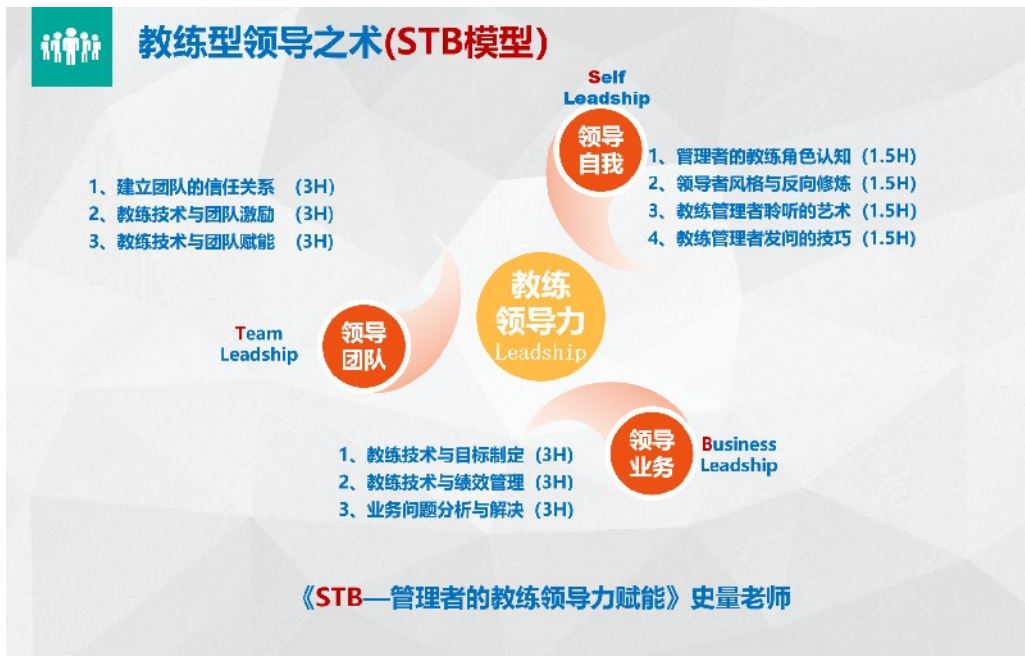 教练型领导之术(STB模型)
Self
Leadship
领导
自我
1、管理者的教练角色认知 (1.5H)
2、领导者风格与反向修炼 (1.5H)
3、教练管理者聆听的艺术 (1.5H)
4、教练管理者发问的技巧 (1.5H)
1、建立团队的信任关系 (3H)
2、教练技术与团队激励 (3H)
3、教练技术与团队赋能 (3H)
Team
Leadship
领导
团队
教练
领导力
Leadship
领导
业务
Business
Leadship
1、教练技术与目标制定 (3H)
2、教练技术与绩效管理 (3H)
3、业务问题分析与解决 (3H)
《STB—管理者的教练领导力赋能》史量老师